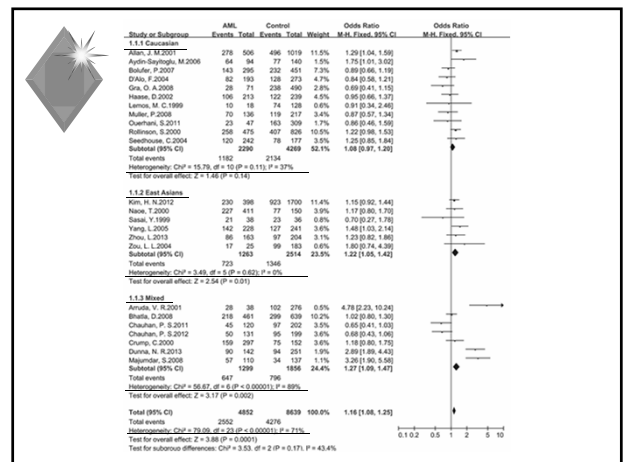 AML Control Odds Ratio Odds Ratio
Study or Subgroup Events Total Events Total Weight M-H, Fixed, 95% CI M-H, Fixed, 95% CI
1.1.1 Caucasian
Allan, J.M.2001 278 506 496 1019 11.5% 1.29 [1.04, 1.59]
Aydin-Sayitoglu, M.2006 64 94 77 140 2.4% 1.75 [1.01, 3.02]
Bolufer, P.2007 143 295 232 451 7.1% 0.89 [0.66, 1.19]
D'Alo, F.2004 82 193 128 273 4.4% 0.84 [0.58, 1.21]
Gra, O. A.2008 28 71 238 490 2.6% 0.69 [0.41, 1.15]
Haase, D.2002 106 213 122 239 4.3% 0.95 [0.66, 1.37]
Lemos, M. C.1999 10 18 74 128 0.6% 0.91 [0.34, 2.46]
Muller, P.2008 70 136 119 217 3.4% 0.87 [0.57, 1.34]
Ouerhani, S.2011 23 47 163 309 1.6% 0.86 [0.46, 1.59]
Rollinson, S.2000 258 475 407 826 10.6% 1.22 [0.98, 1.53]
Seedhouse, C.2004 120 242 78 177 3.3% 1.25 [0.85, 1.84]
Subtotal (95% CI) 2290 4269 52.1% 1.08 [0.97, 1.20]
Total events 1182 2134
Heterogeneity: Chi² = 15.79, df = 10 (P = 0.11); I² = 37%
Test for overall effect: Z = 1.46 (P = 0.14)
1.1.2 East Asians
Kim, H. N.2012 230 398 923 1700 11.4% 1.15 [0.92, 1.44]
Naoe, T.2000 227 411 77 150 3.7% 1.17 [0.80, 1.70]
Sasai, Y.1999 21 38 23 36 0.8% 0.70 [0.27, 1.78]
Yang, L.2005 142 228 127 241 3.4% 1.48 [1.03, 2.14]
Zhou, L.2013 86 163 97 204 3.0% 1.23 [0.82, 1.86]
Zou, L. L.2004 17 25 99 183 0.6% 1.80 [0.74, 4.39]
Subtotal (95% CI) 1263 2514 23.5% 1.22 [1.05, 1.42]
Total events 723 1346
Heterogeneity: Chi² = 3.49, df = 5 (P = 0.62); I² = 0%
Test for overall effect: Z = 2.54 (P = 0.01)
1.1.3 Mixed
Arruda, V. R.2001 28 38 102 276 0.5% 4.78 [2.23, 10.24]
Bhatla, D.2008 218 461 299 639 10.2% 1.02 [0.80, 1.30]
Chauhan, P. S.2011 45 120 97 202 3.5% 0.65 [0.41, 1.03]
Chauhan, P. S.2012 50 131 95 199 3.5% 0.68 [0.43, 1.06]
Crump, C.2000 159 297 75 152 3.5% 1.18 [0.80, 1.75]
Dunna, N. R.2013 90 142 94 251 2.0% 2.89 [1.89, 4.43]
Majumdar, S.2008 57 110 34 137 1.1% 3.26 [1.90, 5.58]
Subtotal (95% CI) 1299 1856 24.4% 1.27 [1.09, 1.47]
Total events 647 796
Heterogeneity: Chi² = 56.67, df = 6 (P < 0.00001); I² = 89%
Test for overall effect: Z = 3.17 (P = 0.002)
Total (95% CI) 4852 8639 100.0% 1.16 [1.08, 1.25]
Total events 2552 4276
Heterogeneity: Chi² = 79.09, df = 23 (P < 0.00001); I² = 71%
Test for overall effect: Z = 3.88 (P = 0.0001)
Test for subgroup differences: Chi² = 3.53, df = 2 (P = 0.17), I² = 43.4%
0.1 0.2 0.5 1 2 5 10